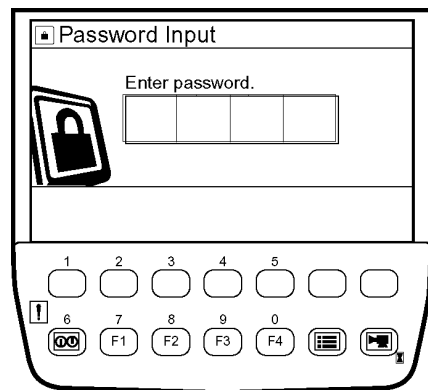 Password Input
Enter password.
1 2 3 4 5
!
6 7 8 9 0
F1 F2 F3 F4